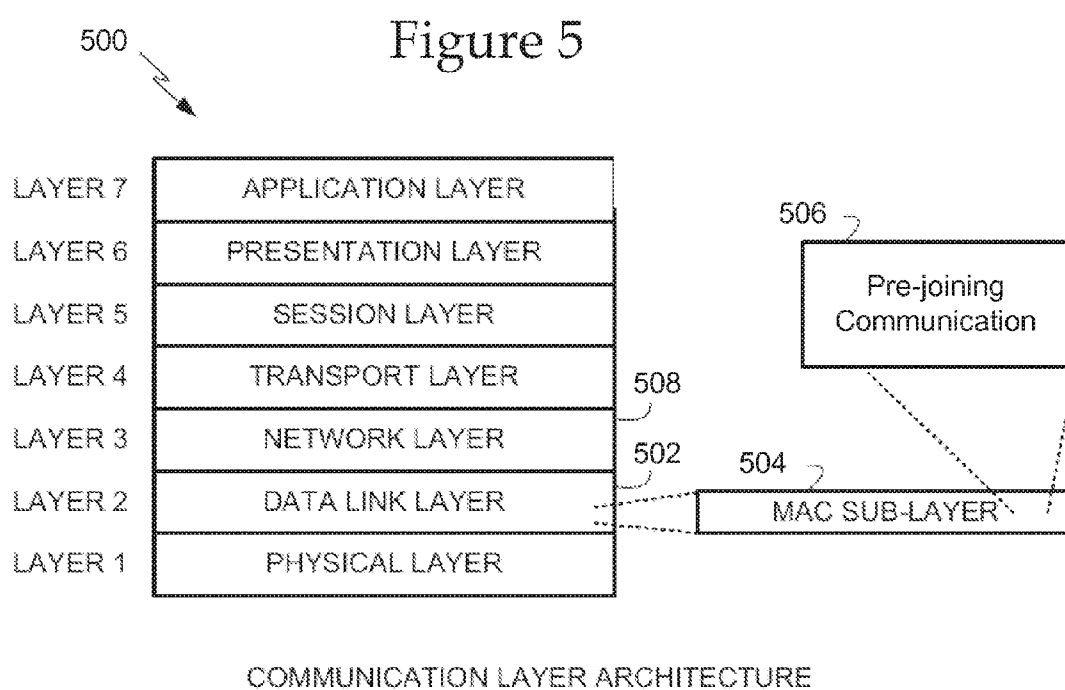 Figure 5
500
LAYER 7 APPLICATION LAYER
506
LAYER 6 PRESENTATION LAYER
Pre-joining
Communication
LAYER 5 SESSION LAYER
LAYER 4 TRANSPORT LAYER
508
LAYER 3 NETWORK LAYER
502
504
LAYER 2 DATA LINK LAYER
MAC SUB-LAYER
LAYER 1 PHYSICAL LAYER
COMMUNICATION LAYER ARCHITECTURE